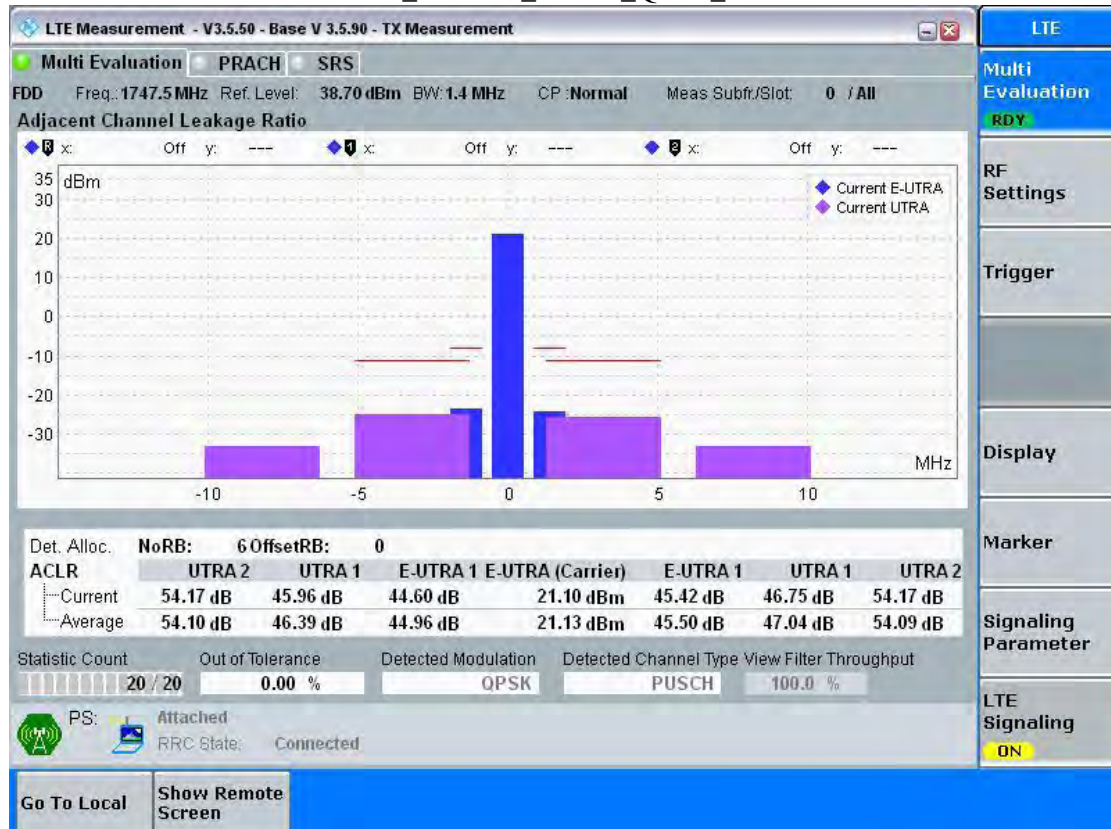 LTE Measurement - V3.5.50 - Base V 3.5.90 - TX Measurement
LTE
Multi Evaluation PRACH SRS
Multi Evaluation
RDY
FDD Freq.: 1747.5 MHz Ref. Level: 38.70 dBm BW: 1.4 MHz CP :Normal Meas Subfr./Slot: 0 / All
Adjacent Channel Leakage Ratio
R x: Off y: --- 1 x: Off y: --- 2 x: Off y: ---
35 dBm
30
20
10
0
-10
-20
-30
Current E-UTRA
Current UTRA
MHz
-10 -5 0 5 10
RF Settings
Trigger
Display
Marker
Signaling Parameter
LTE Signaling
ON
Det. Alloc. NoRB: 6 OffsetRB: 0
ACLR UTRA 2 UTRA 1 E-UTRA 1 E-UTRA (Carrier) E-UTRA 1 UTRA 1 UTRA 2
Current 54.17 dB 45.96 dB 44.60 dB 21.10 dBm 45.42 dB 46.75 dB 54.17 dB
Average 54.10 dB 46.39 dB 44.96 dB 21.13 dBm 45.50 dB 47.04 dB 54.09 dB
Statistic Count Out of Tolerance Detected Modulation Detected Channel Type View Filter Throughput
20 / 20 0.00 % QPSK PUSCH 100.0 %
PS: Attached
RRC State: Connected
Go To Local
Show Remote Screen